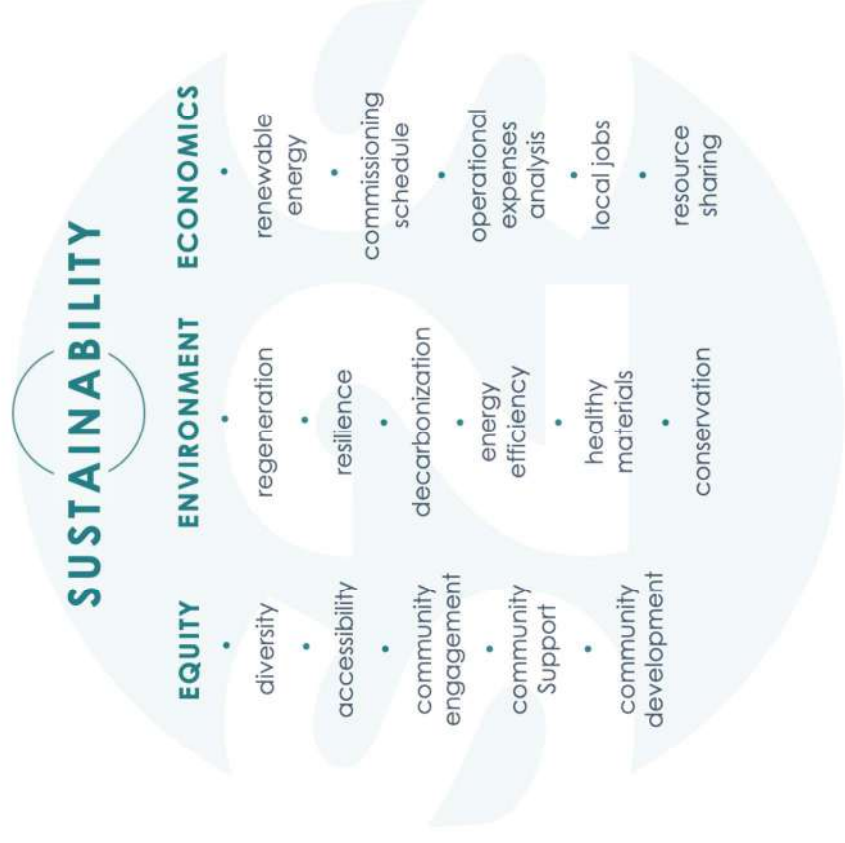 SUSTAINABILITY
EQUITY
diversity
accessibility
community
engagement
community
Support
community
development
ENVIRONMENT
regeneration
resilience
decarbonization
energy
efficiency
healthy
materials
conservation
ECONOMICS
renewable
energy
commissioning
schedule
operational
expenses
analysis
local jobs
resource
sharing
S2S